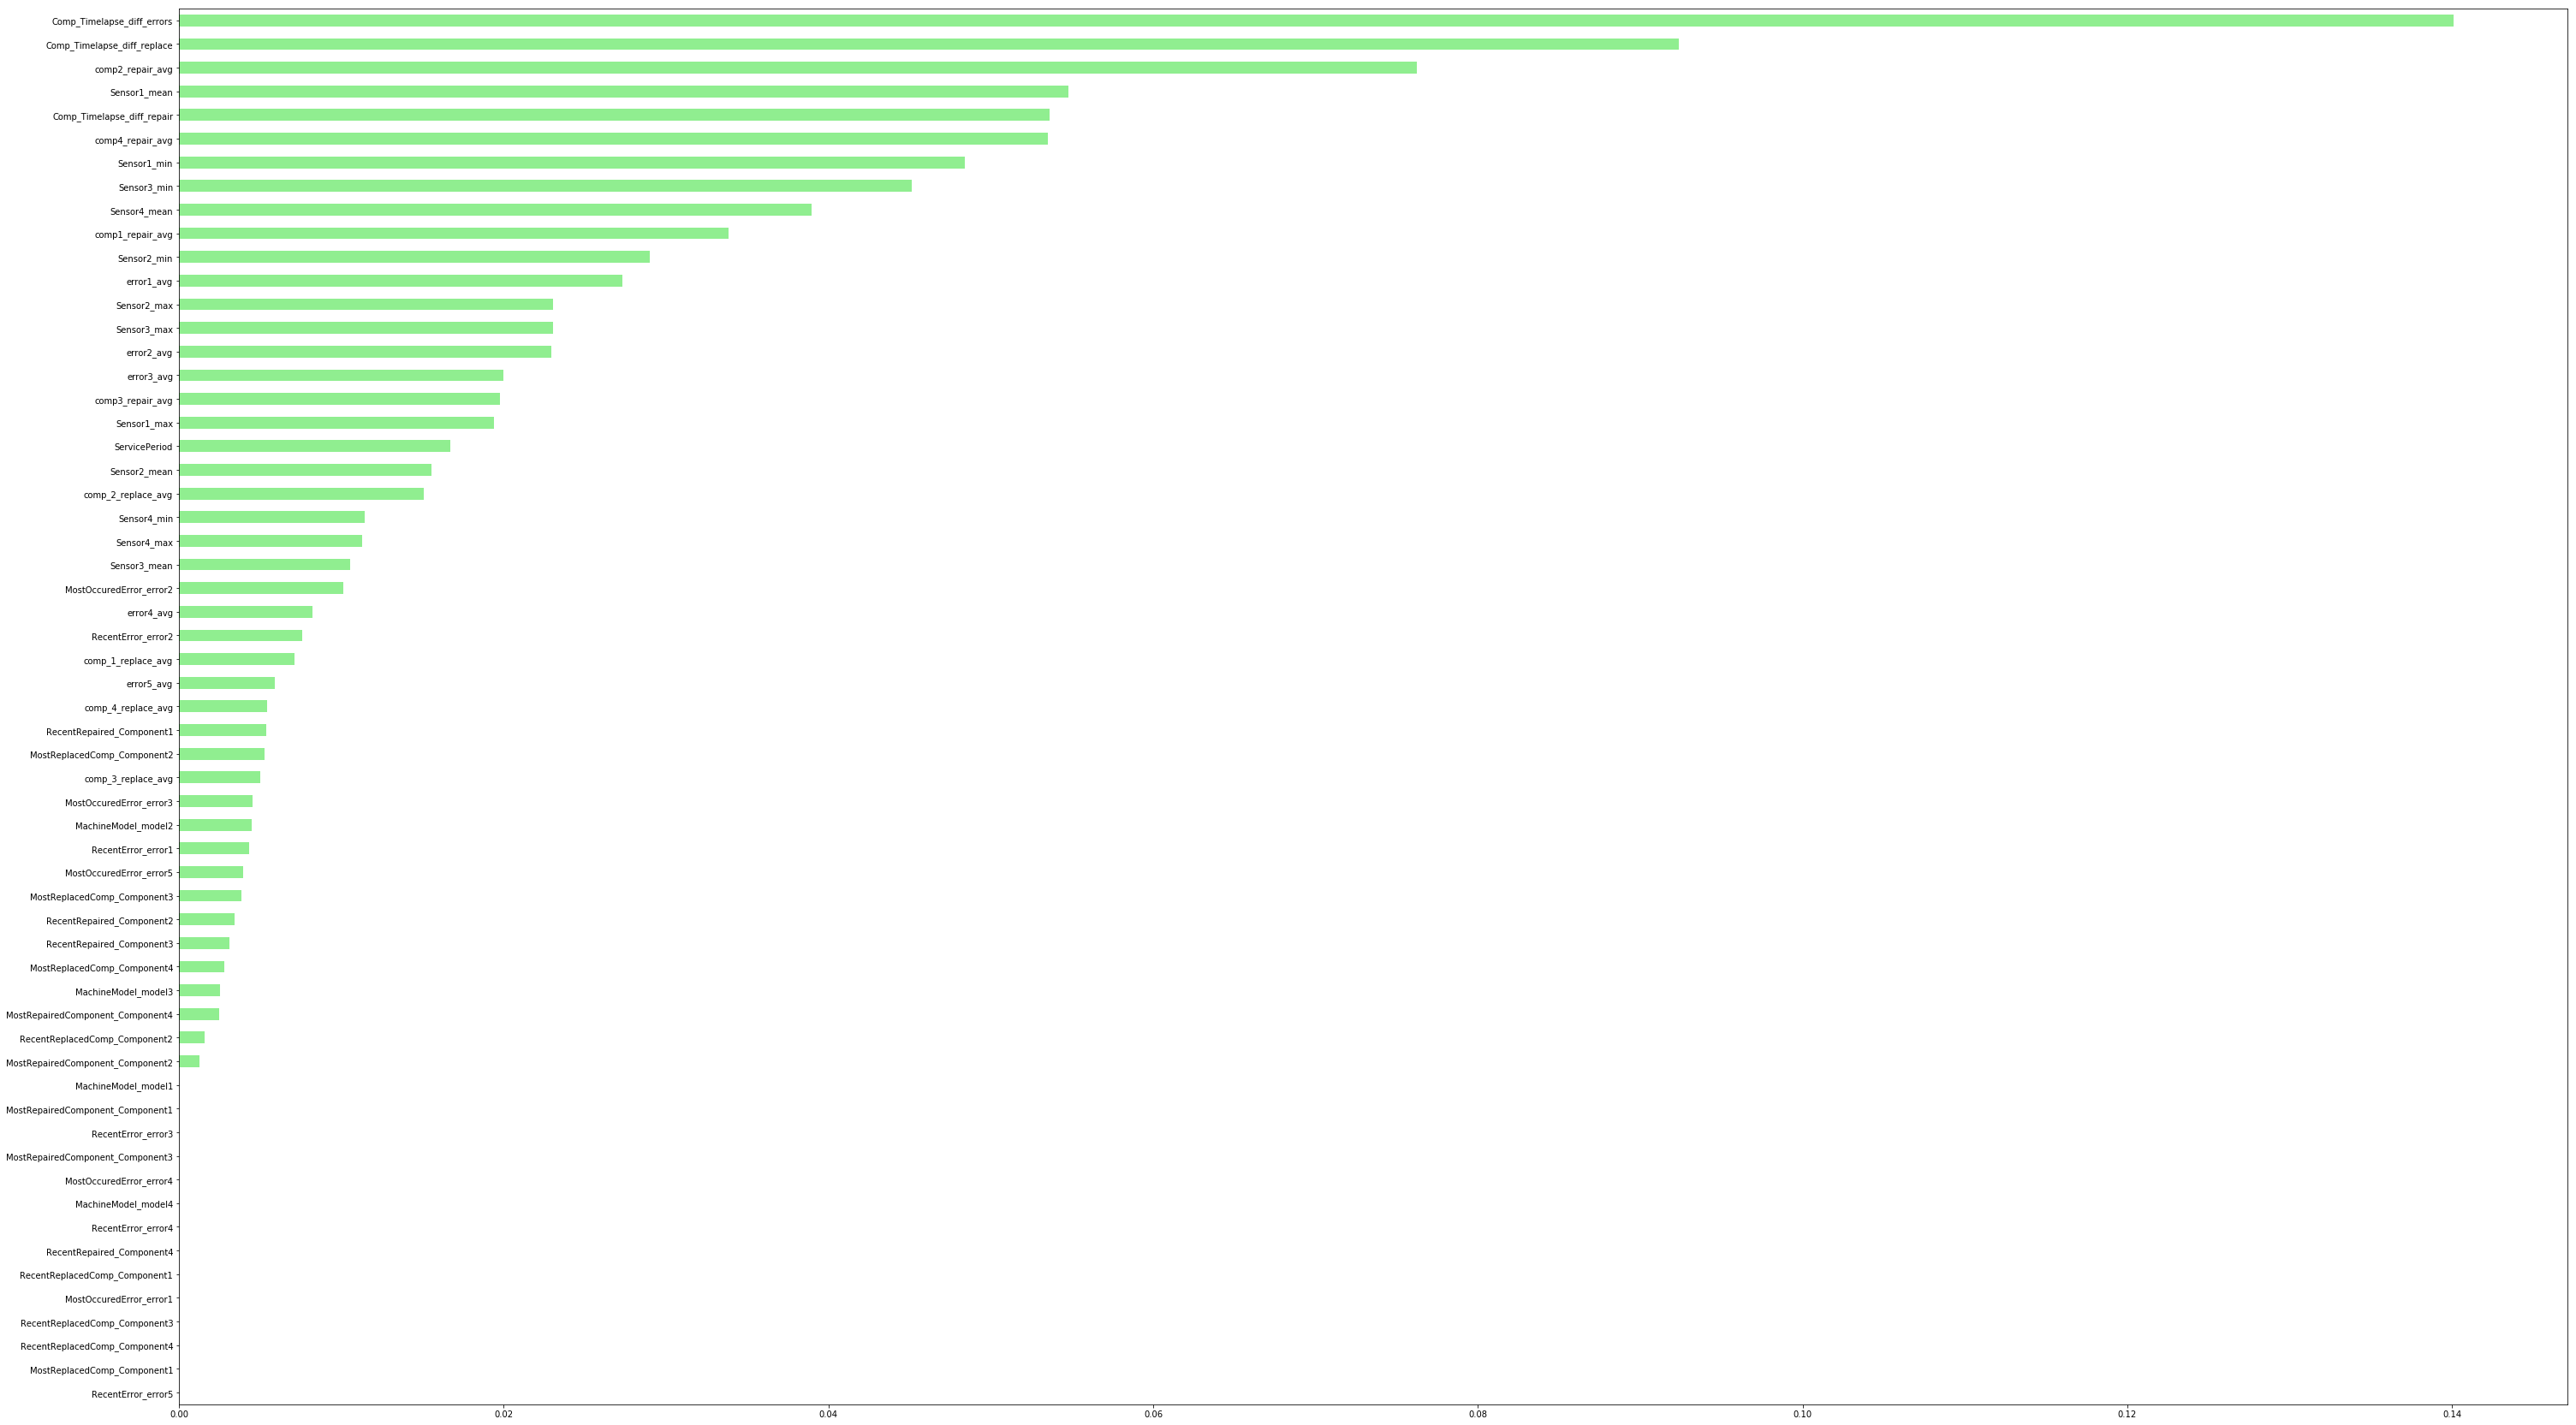 Comp_Timelapse_diff_errors
Comp_Timelapse_diff_replace
comp2_repair_avg
Sensor1_mean
Comp_Timelapse_diff_repair
comp4_repair_avg
Sensor1_min
Sensor3_min
Sensor4_mean
comp1_repair_avg
Sensor2_min
error1_avg
Sensor2_max
Sensor3_max
error2_avg
error3_avg
comp3_repair_avg
Sensor1_max
ServicePeriod
Sensor2_mean
comp_2_replace_avg
Sensor4_min
Sensor4_max
Sensor3_mean
MostOccuredError_error2
error4_avg
RecentError_error2
comp_1_replace_avg
error5_avg
comp_4_replace_avg
RecentRepaired_Component1
MostReplacedComp_Component2
comp_3_replace_avg
MostOccuredError_error3
MachineModel_model2
RecentError_error1
MostOccuredError_error5
MostReplacedComp_Component3
RecentRepaired_Component2
RecentRepaired_Component3
MostReplacedComp_Component4
MachineModel_model3
MostRepairedComponent_Component4
RecentReplacedComp_Component2
MostRepairedComponent_Component2
MachineModel_model1
MostRepairedComponent_Component1
RecentError_error3
MostRepairedComponent_Component3
MostOccuredError_error4
MachineModel_model4
RecentError_error4
RecentRepaired_Component4
RecentReplacedComp_Component1
MostOccuredError_error1
RecentReplacedComp_Component3
RecentReplacedComp_Component4
MostReplacedComp_Component1
RecentError_error5
0.00 0.02 0.04 0.06 0.08 0.10 0.12 0.14